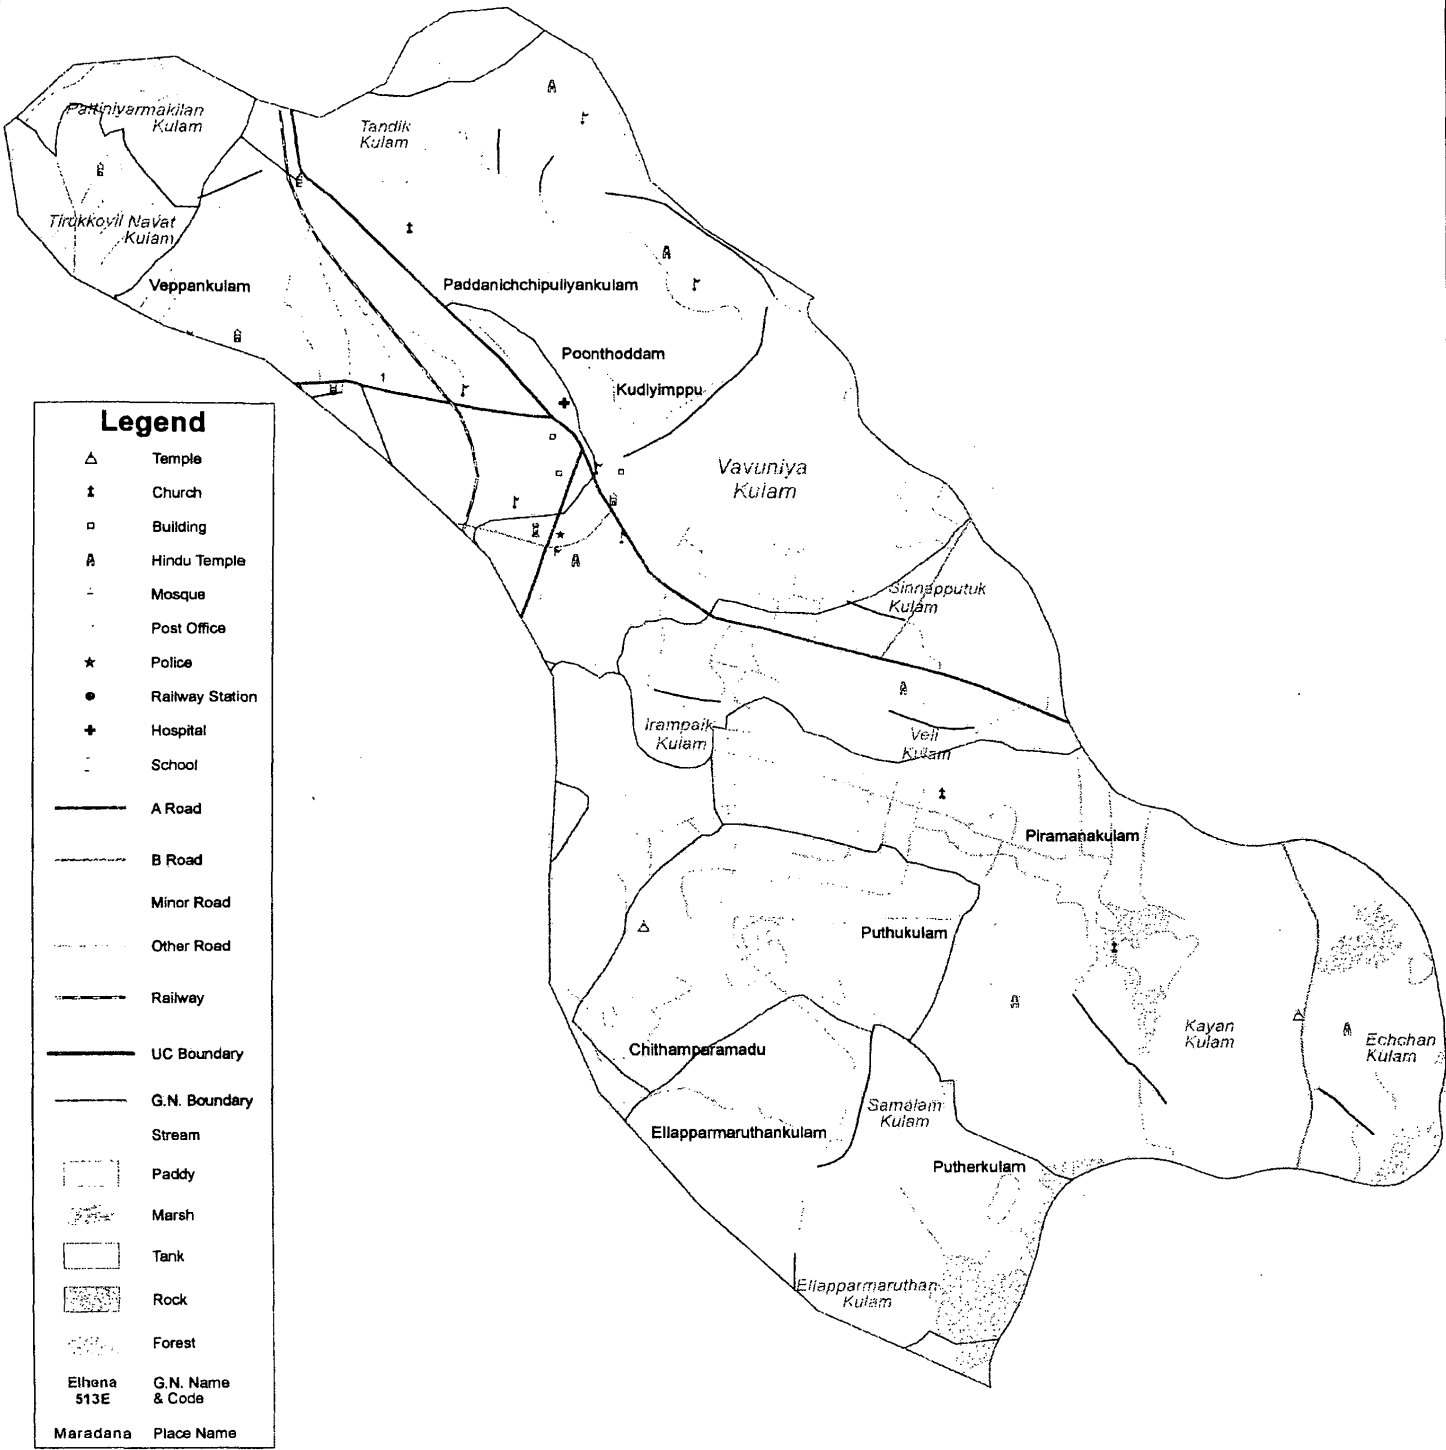 Pattiniyarmakilan
Kulam
Tandik
Kulam
Tirukkovil Navat
Kulam
Veppankulam
Paddanichchipuliyankulam
Poonthoddam
Kudiyimppu
Vavuniya
Kulam
Sinnapputuk
Kulam
Irampaik
Kulam
Veli
Kulam
Piramanakulam
Puthukulam
Kayan
Kulam
Echchan
Kulam
Chithamparamadu
Samalam
Kulam
Ellapparmaruthankulam
Putherkulam
Ellapparmaruthan
Kulam
Legend
Temple
Church
Building
Hindu Temple
Mosque
Post Office
Police
Railway Station
Hospital
School
A Road
B Road
Minor Road
Other Road
Railway
UC Boundary
G.N. Boundary
Stream
Paddy
Marsh
Tank
Rock
Forest
Elhena G.N. Name
513E & Code
Maradana Place Name